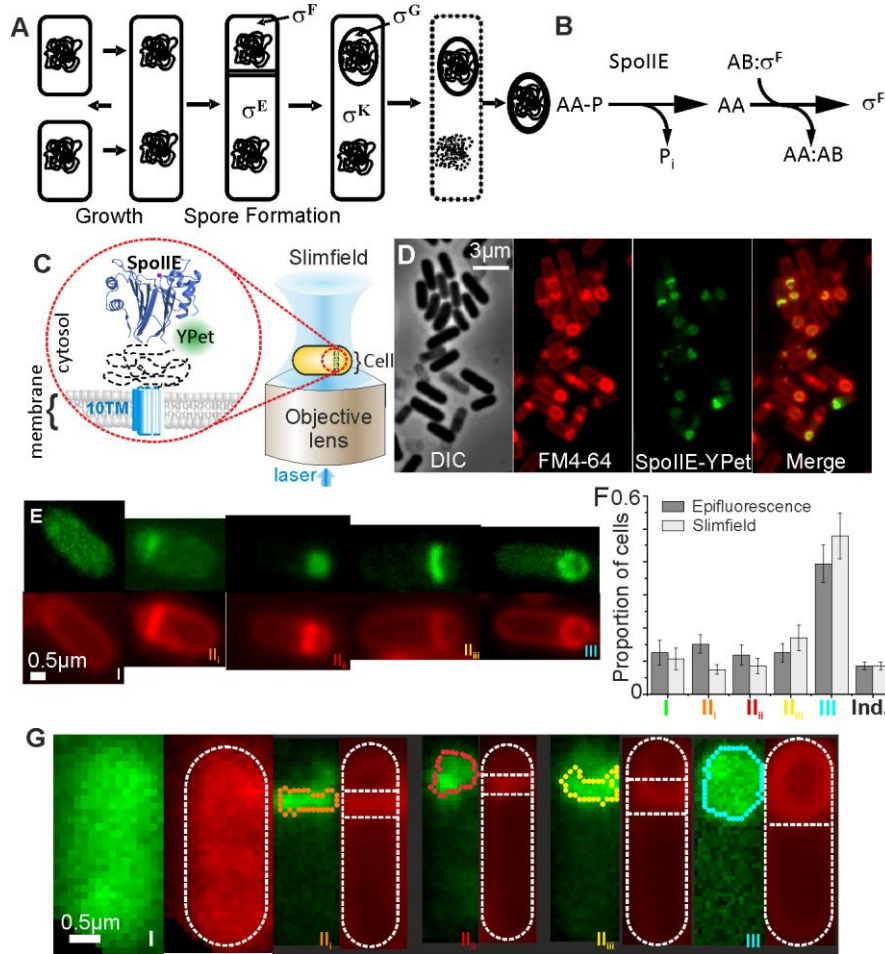 A
σF
σG
σE
σK
Growth
Spore Formation
B
SpoIIE
AB:σF
AA-P
AA
σF
Pi
AA:AB
C
SpoIIE
YPet
cytosol
membrane
10TM
Slimfield
Cell
Objective
lens
laser
D
3μm
DIC
FM4-64
SpoIIE-YPet
Merge
E
0.5μm
I
IIi
IIii
IIiii
III
F
0.6
Proportion of cells
0
Epifluorescence
Slimfield
I
IIi
IIii
IIiii
III
Ind.
G
0.5μm
I
IIi
IIii
IIiii
III